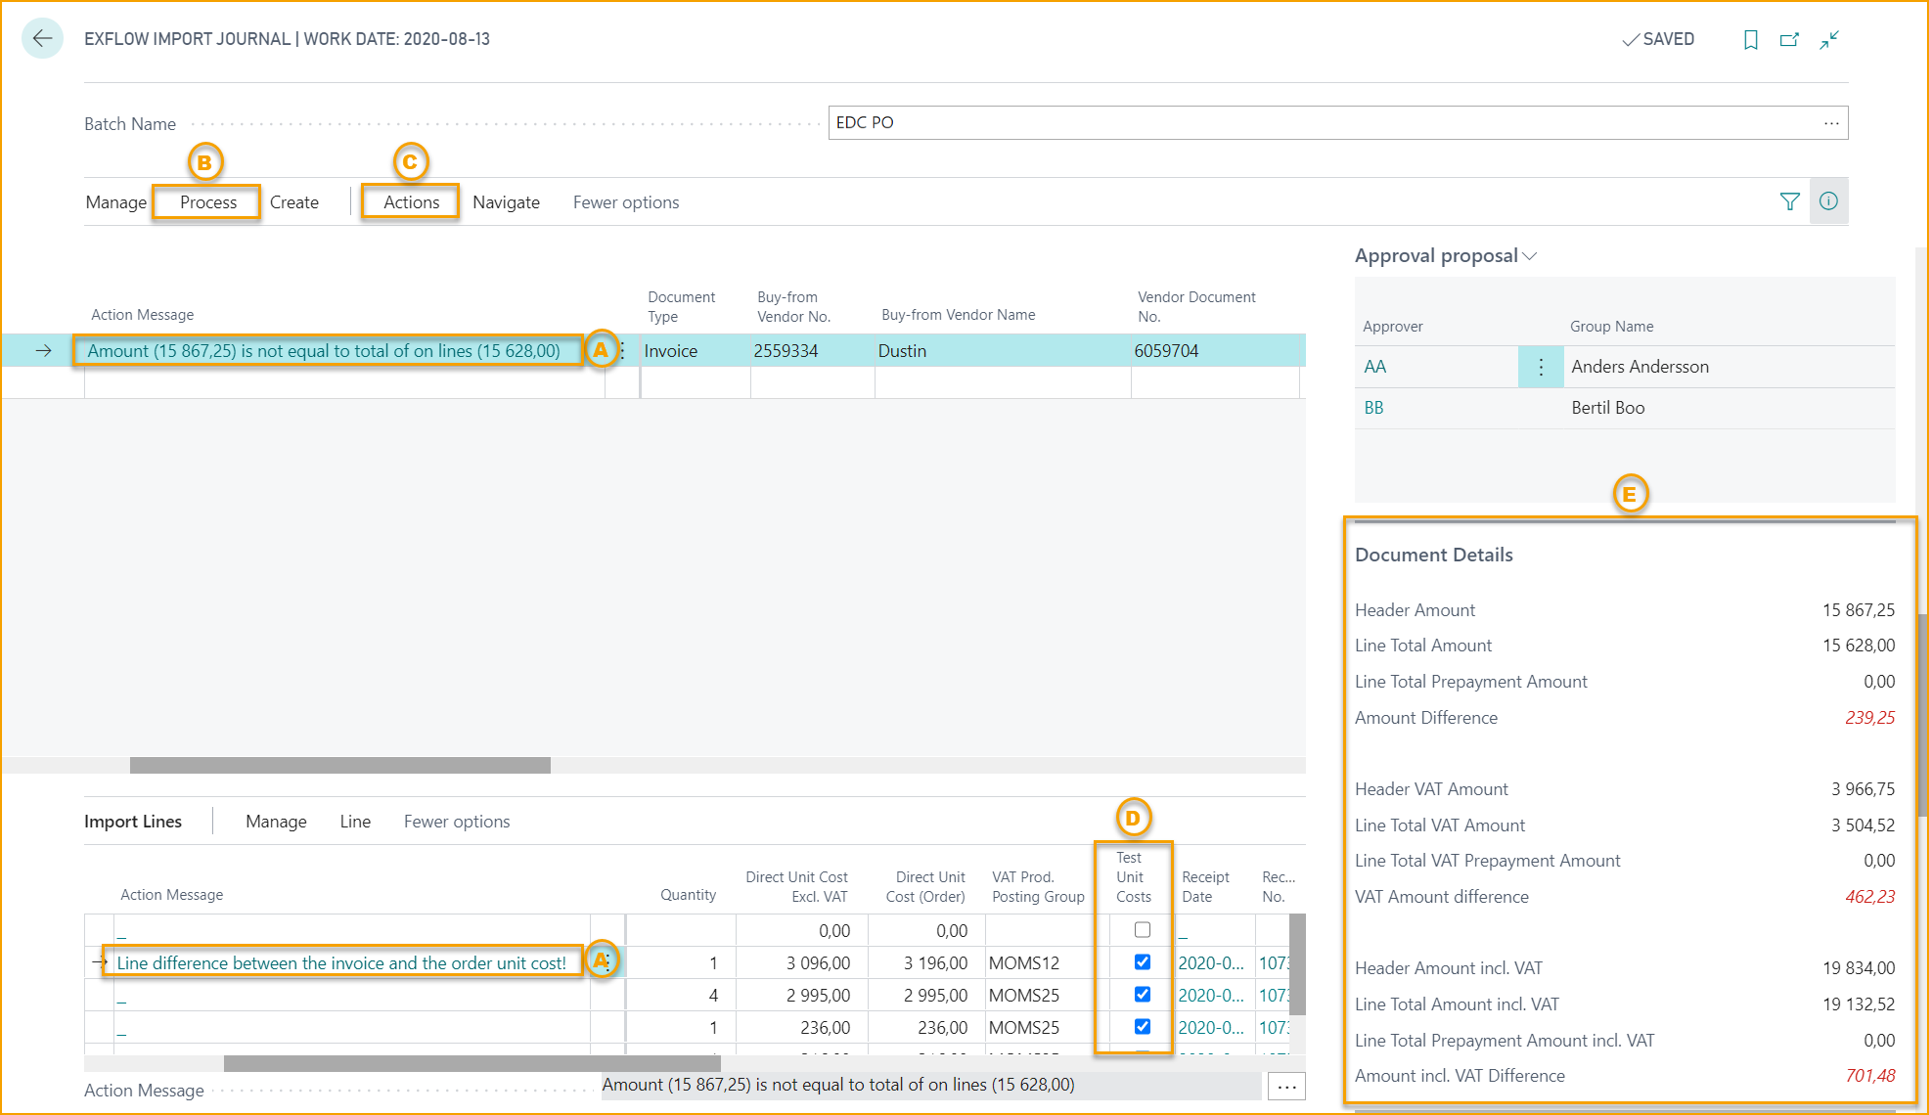 EXFLOW IMPORT JOURNAL | WORK DATE: 2020-08-13
SAVED
Batch Name
EDC PO
B
C
Manage Process Create Actions Navigate Fewer options
Approval proposal
Approver Group Name
AA Anders Andersson
BB Bertil Boo
Action Message Document Type Buy-from Vendor No. Buy-from Vendor Name Vendor Document No.
Amount (15 867,25) is not equal to total of on lines (15 628,00) A Invoice 2559334 Dustin 6059704
E
Document Details
Header Amount 15 867,25
Line Total Amount 15 628,00
Line Total Prepayment Amount 0,00
Amount Difference 239,25
Header VAT Amount 3 966,75
Line Total VAT Amount 3 504,52
Line Total VAT Prepayment Amount 0,00
VAT Amount difference 462,23
Header Amount incl. VAT 19 834,00
Line Total Amount incl. VAT 19 132,52
Line Total Prepayment Amount incl. VAT 0,00
Amount incl. VAT Difference 701,48
Import Lines Manage Line Fewer options
D
Action Message Quantity Direct Unit Cost Excl. VAT Direct Unit Cost (Order) VAT Prod. Posting Group Test Unit Costs Receipt Date Rec... No.
_ 0,00 0,00 _
Line difference between the invoice and the order unit cost! A 1 3 096,00 3 196,00 MOMS12 2020-0... 1073
_ 4 2 995,00 2 995,00 MOMS25 2020-0... 1073
_ 1 236,00 236,00 MOMS25 2020-0... 1073
Action Message Amount (15 867,25) is not equal to total of on lines (15 628,00)